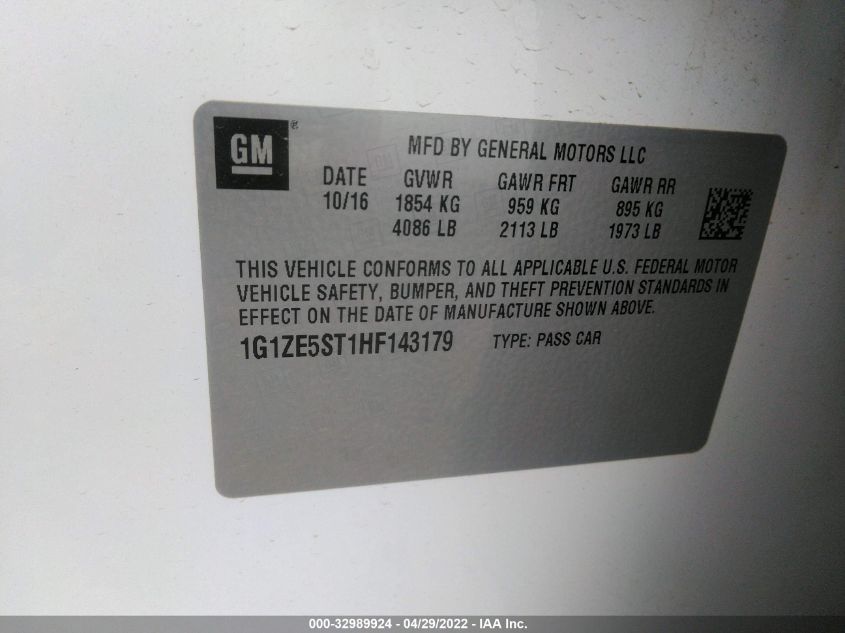 GM®
MFD BY GENERAL MOTORS LLC
DATE GVWR GAWR FRT GAWR RR
10/16 1854 KG 959 KG 895 KG
4086 LB 2113 LB 1973 LB
THIS VEHICLE CONFORMS TO ALL APPLICABLE U.S. FEDERAL MOTOR
VEHICLE SAFETY, BUMPER, AND THEFT PREVENTION STANDARDS IN
EFFECT ON THE DATE OF MANUFACTURE SHOWN ABOVE.
1G1ZE5ST1HF143179 TYPE: PASS CAR
000-32989924 - 04/29/2022 - IAA Inc.